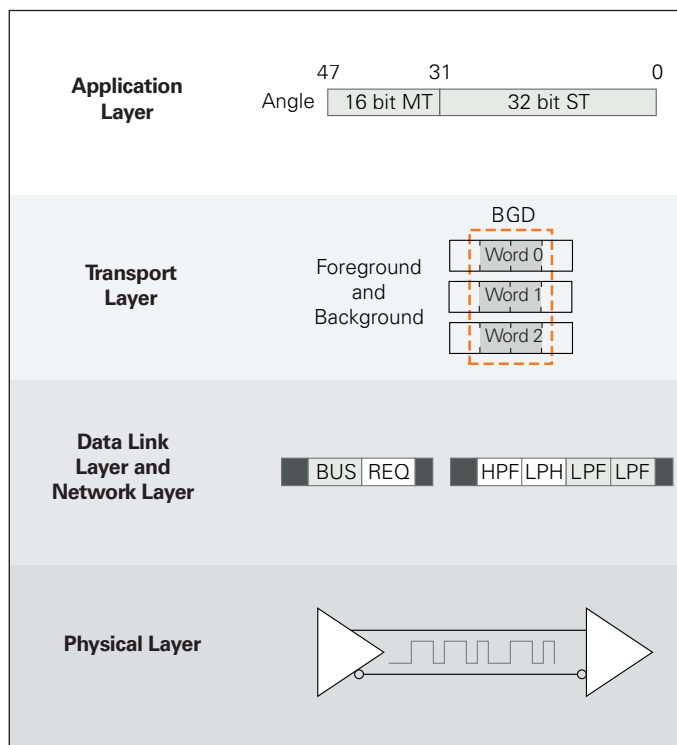 Application
Layer
47 31 0
Angle 16 bit MT 32 bit ST
Transport
Layer
Foreground
and
Background
BGD
Word 0
Word 1
Word 2
Data Link
Layer and
Network Layer
BUS REQ HPF LPH LPF LPF
Physical Layer